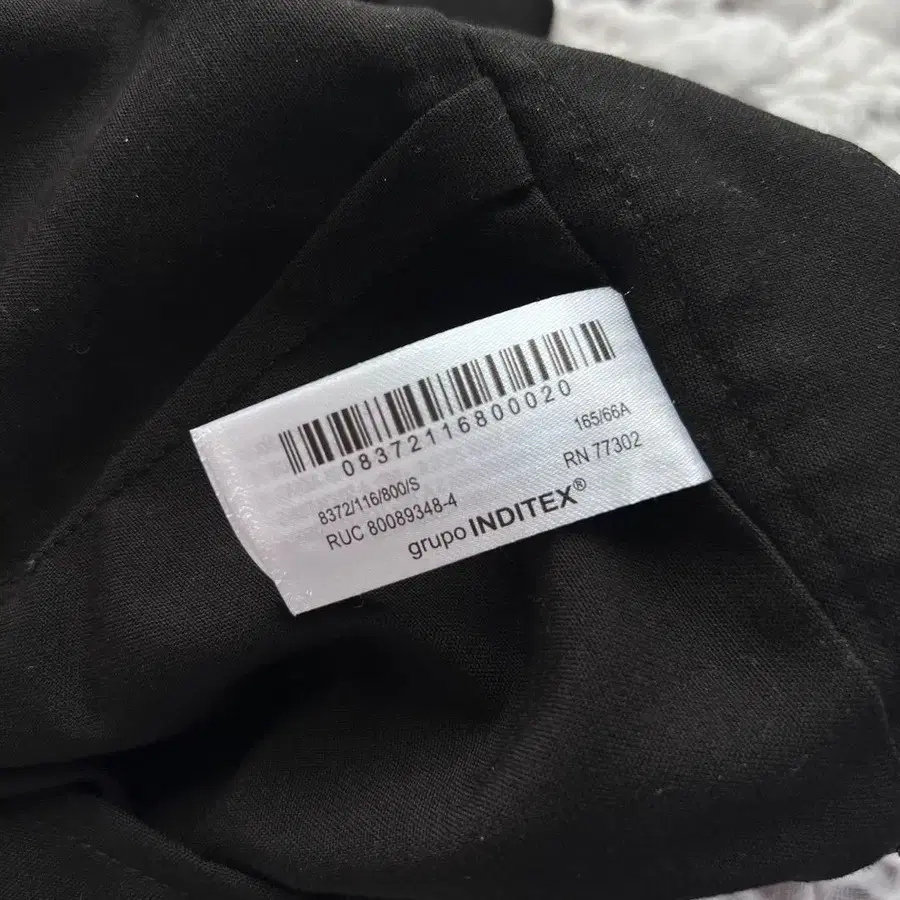 08372116800020
8372/116/800/S 165/66A
RUC 80089348-4 RN 77302
grupo INDITEX®